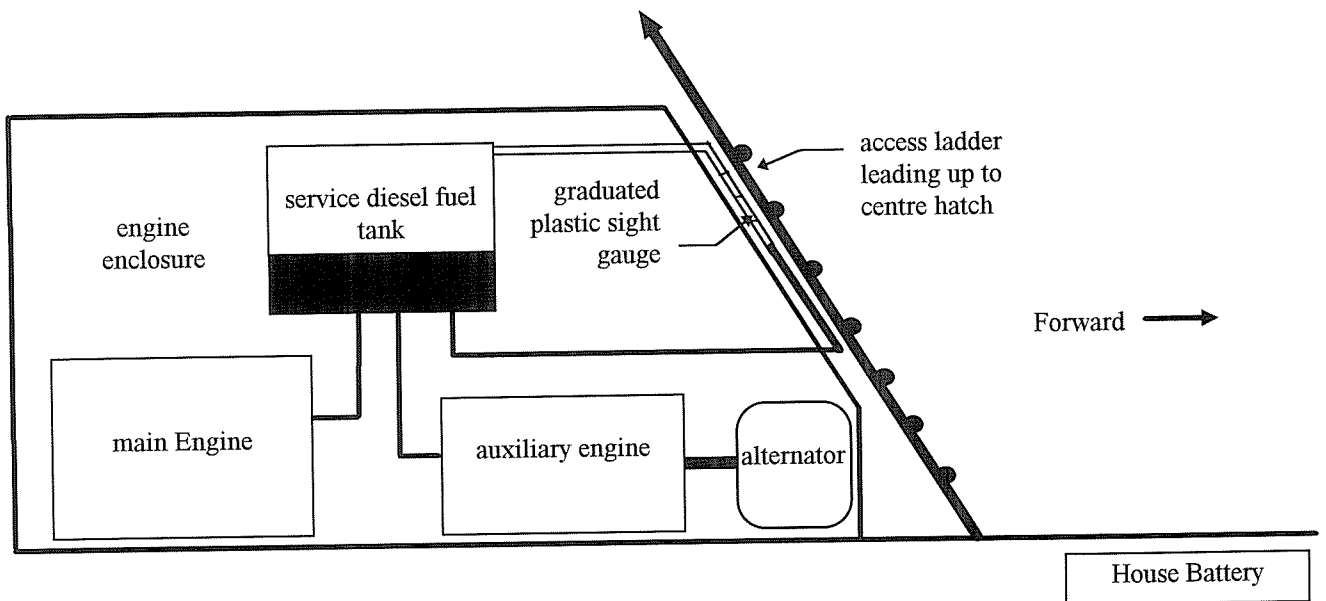 access ladder
leading up to
centre hatch
service diesel fuel
tank
graduated
plastic sight
gauge
engine
enclosure
Forward
main Engine
auxiliary engine
alternator
House Battery